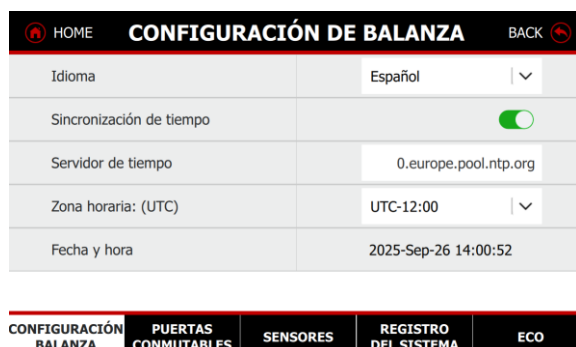 HOME CONFIGURACIÓN DE BALANZA BACK
Idioma Español
Sincronización de tiempo
Servidor de tiempo 0.europe.pool.ntp.org
Zona horaria: (UTC) UTC-12:00
Fecha y hora 2025-Sep-26 14:00:52
CONFIGURACIÓN PUERTAS SENSORES REGISTRO ECO
BALANZA CONMUTABLES DEL SISTEMA